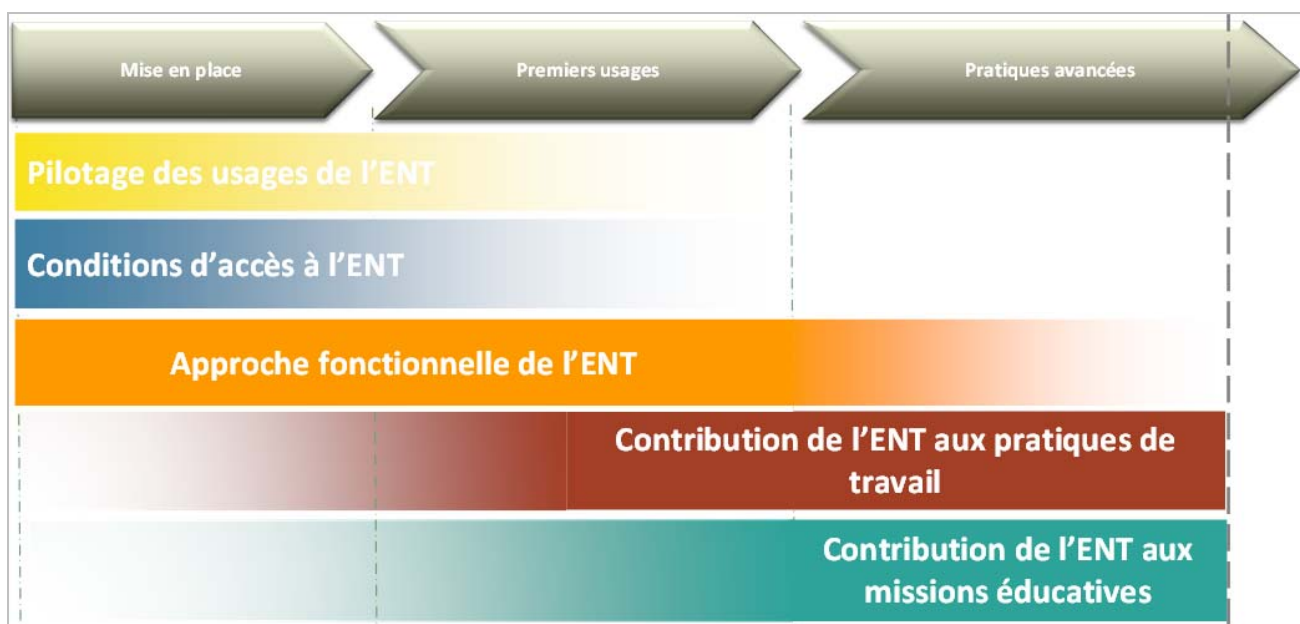 Mise en place
Premiers usages
Pratiques avancées
Pilotage des usages de l'ENT
Conditions d'accès à l'ENT
Approche fonctionnelle de l'ENT
Contribution de l'ENT aux pratiques de
travail
Contribution de l'ENT aux
missions éducatives